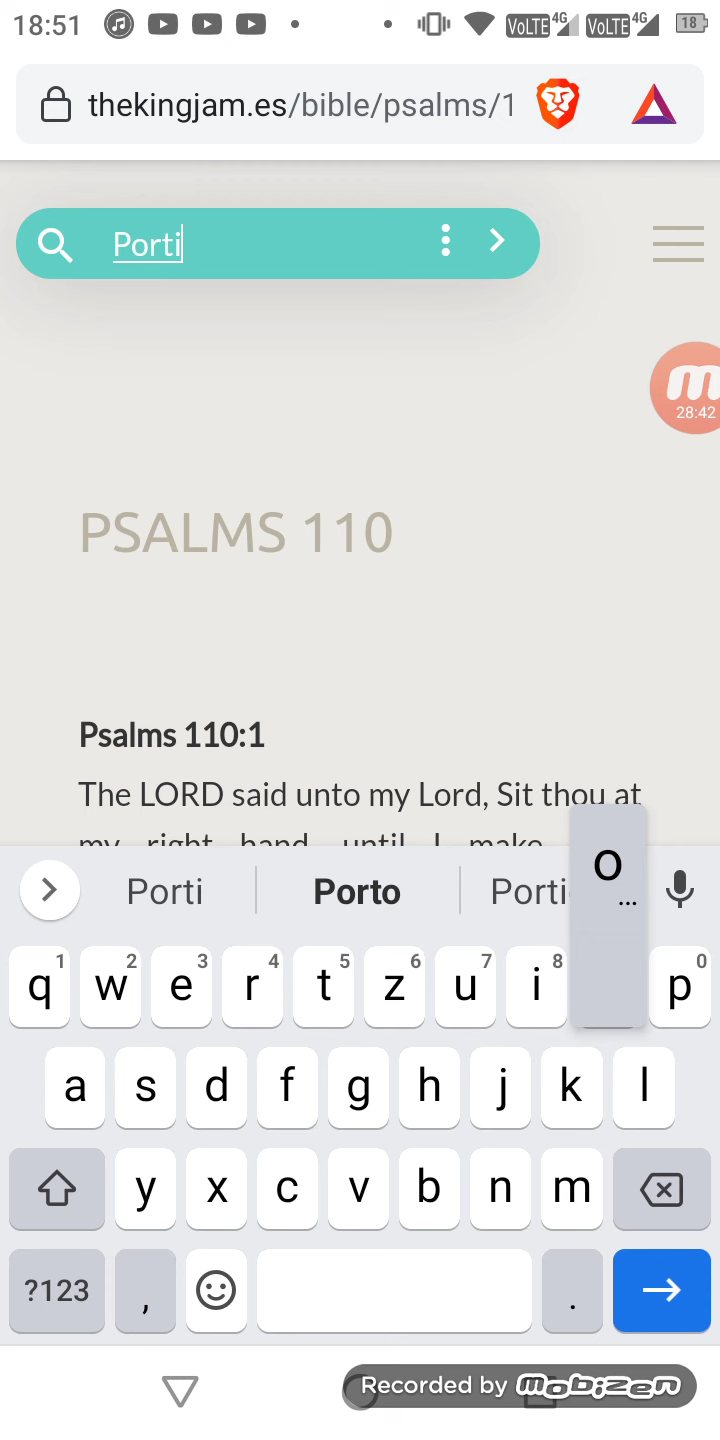 18:51
VoLTE 4G VoLTE 4G 18
thekingjam.es/bible/psalms/1
Porti
m
28:42
PSALMS 110
Psalms 110:1
The LORD said unto my Lord, Sit thou at
my right hand, until I make
Porti Porto Porti
o
...
q1 w2 e3 r4 t5 z6 u7 i8 p0
a s d f g h j k l
y x c v b n m
?123 , .
Recorded by mobizen